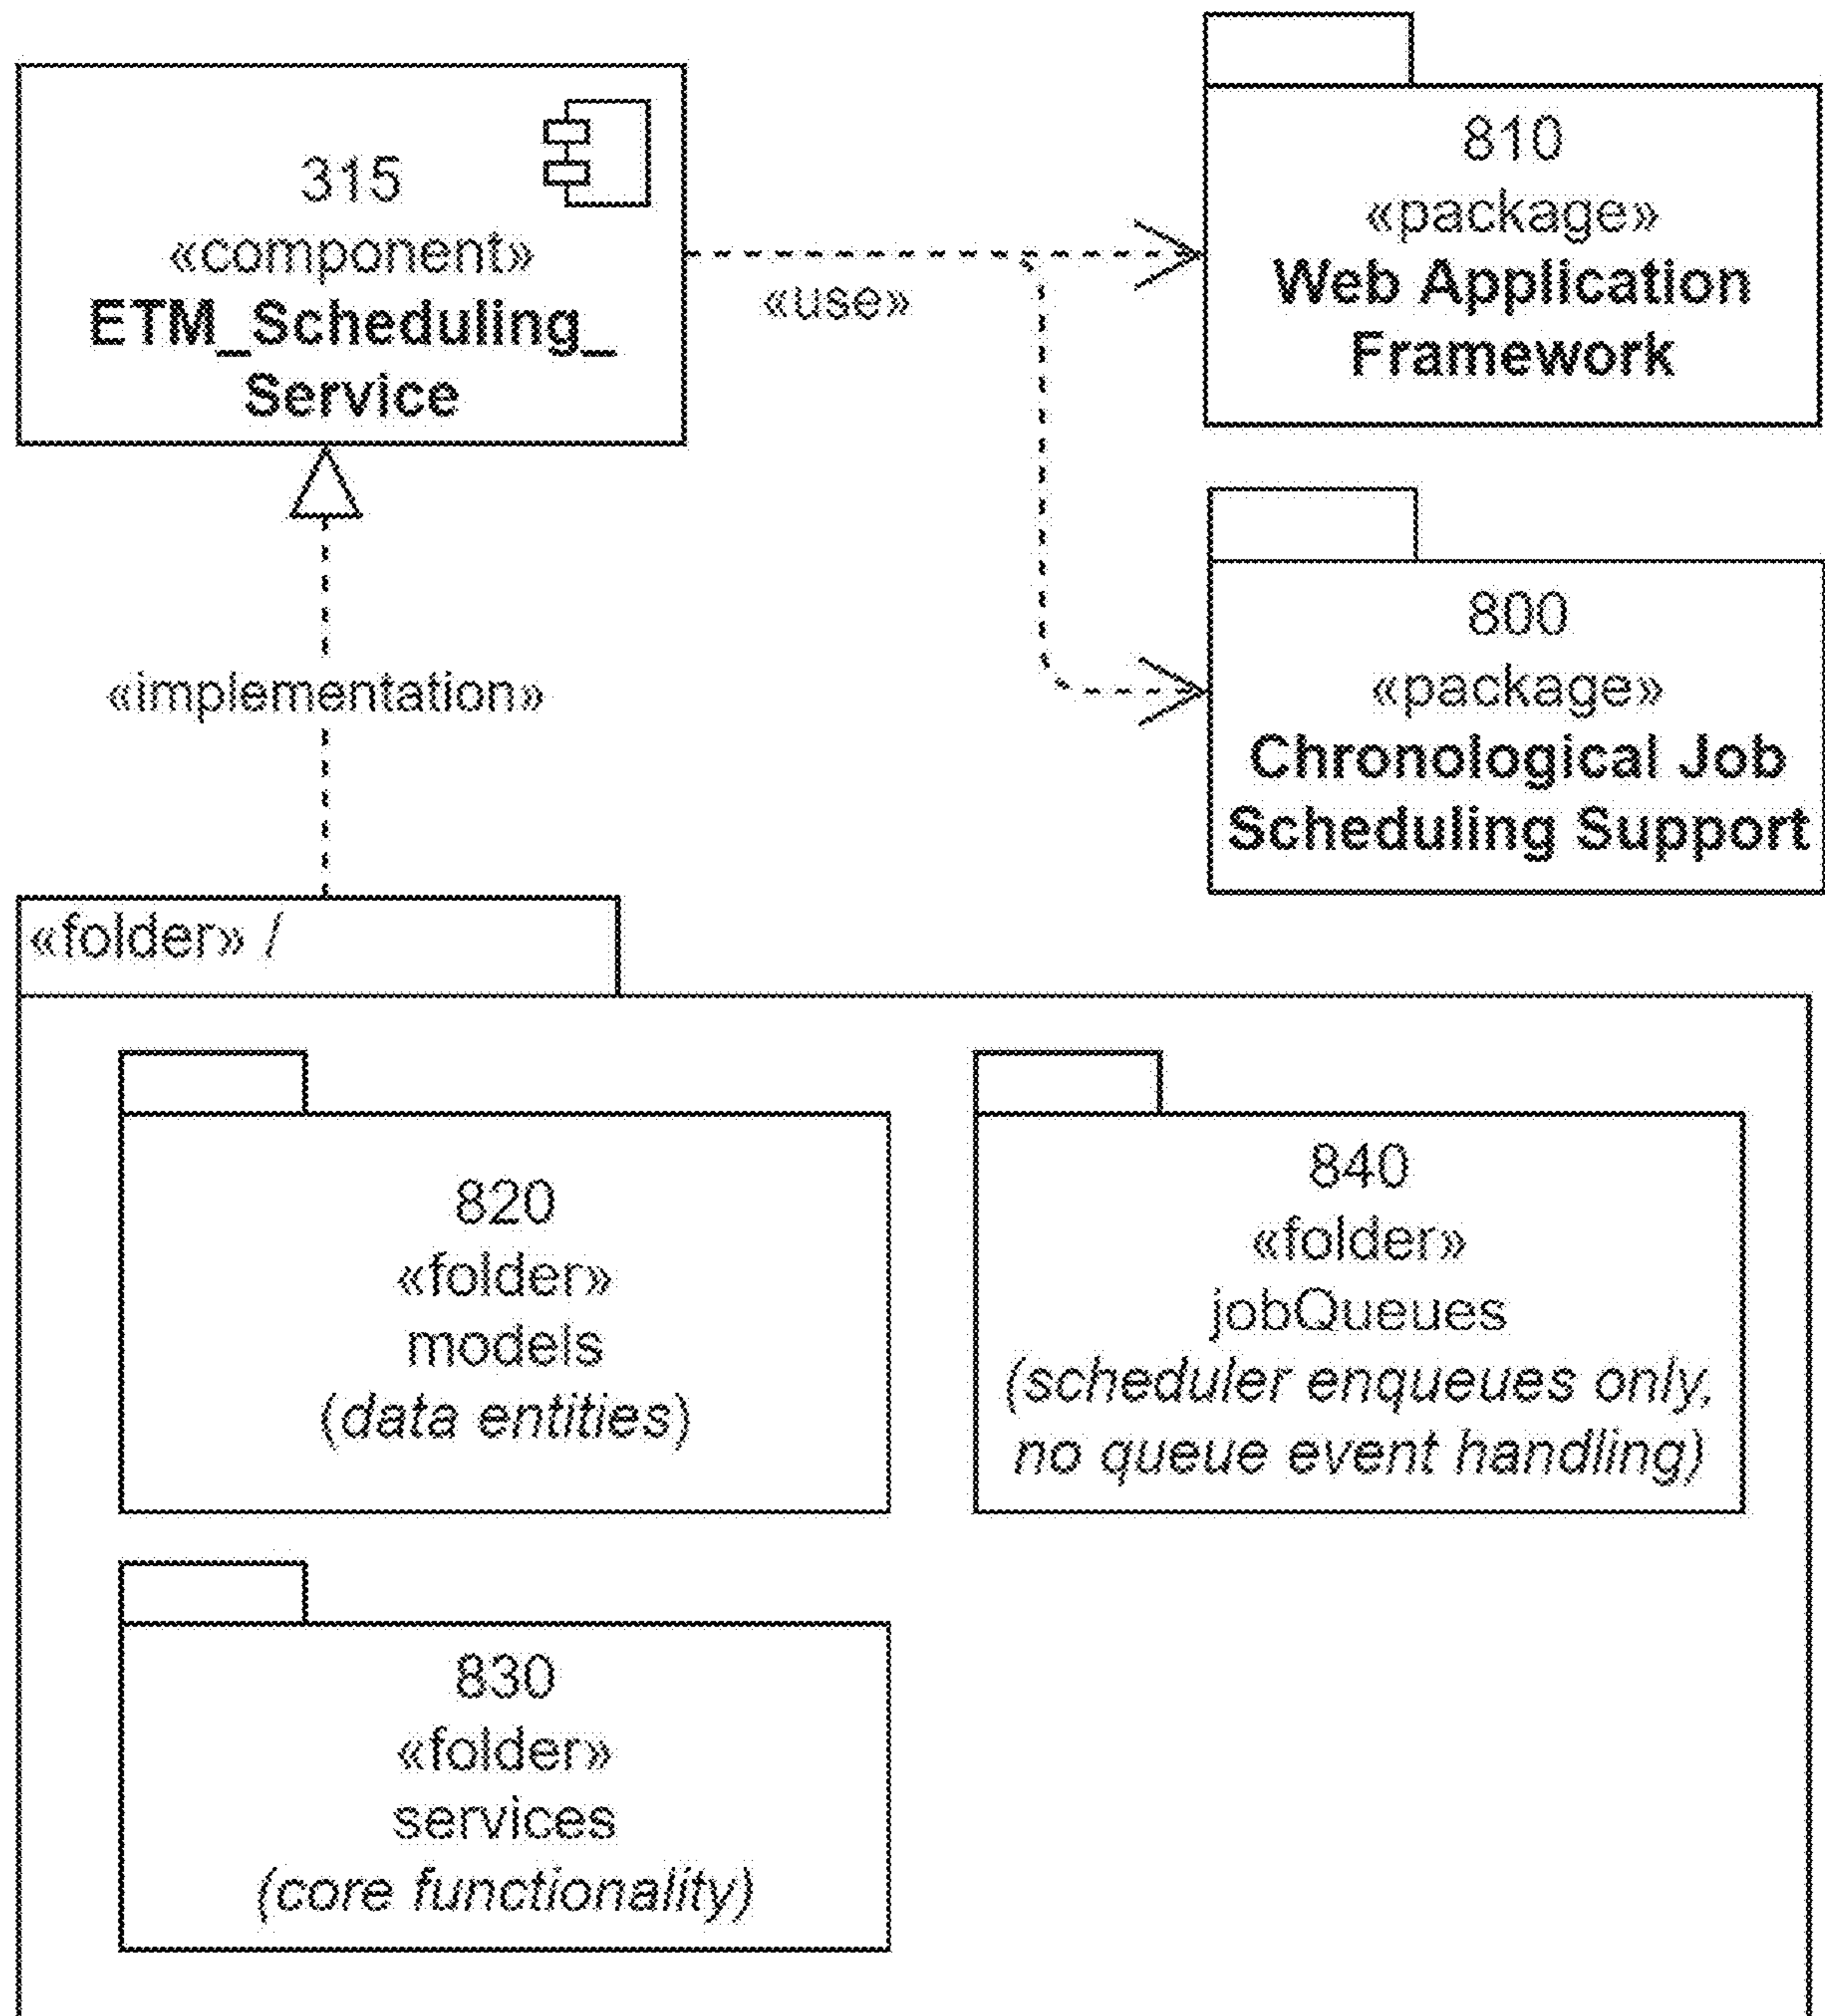 315
«component»
ETM_Scheduling_
Service
«use»
810
«package»
Web Application
Framework
800
«package»
Chronological Job
Scheduling Support
«implementation»
«folder» /
820
«folder»
models
(data entities)
840
«folder»
jobQueues
(scheduler enqueues only,
no queue event handling)
830
«folder»
services
(core functionality)